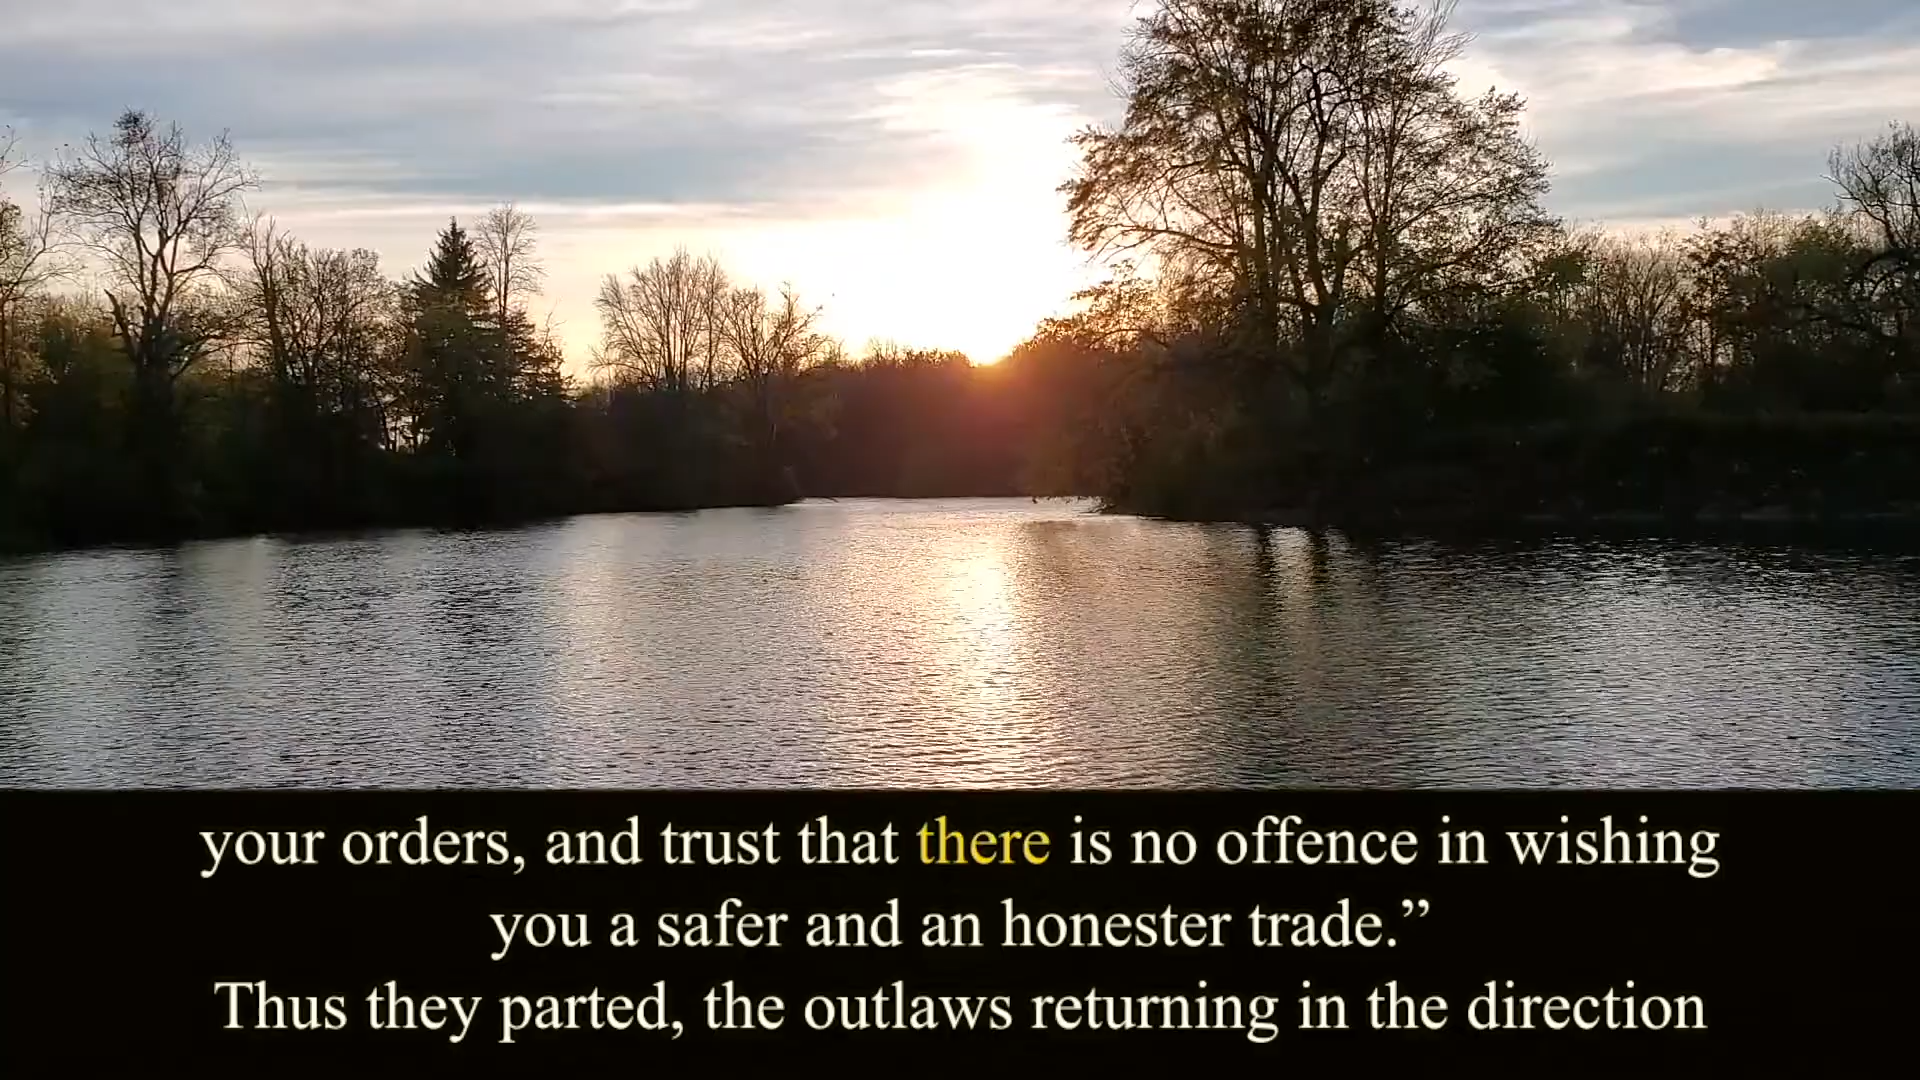 your orders, and trust that there is no offence in wishing
you a safer and an honester trade.”
Thus they parted, the outlaws returning in the direction